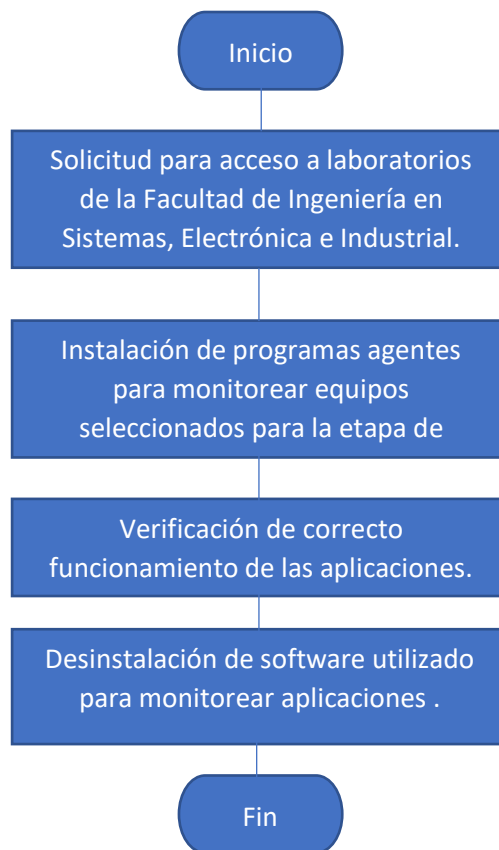 Inicio
Solicitud para acceso a laboratorios
de la Facultad de Ingeniería en
Sistemas, Electrónica e Industrial.
Instalación de programas agentes
para monitorear equipos
seleccionados para la etapa de
Verificación de correcto
funcionamiento de las aplicaciones.
Desinstalación de software utilizado
para monitorear aplicaciones .
Fin